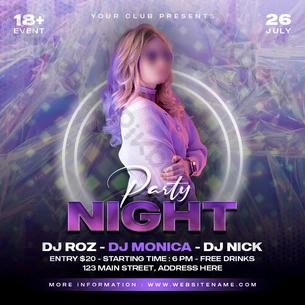 18+
EVENT
YOUR CLUB PRESENTS
26
JULY
Party
NIGHT
DJ ROZ - DJ MONICA - DJ NICK
ENTRY $20 - STARTING TIME : 6 PM - FREE DRINKS
123 MAIN STREET, ADDRESS HERE
MORE INFORMATION : WWW.WEBSITENAME.COM